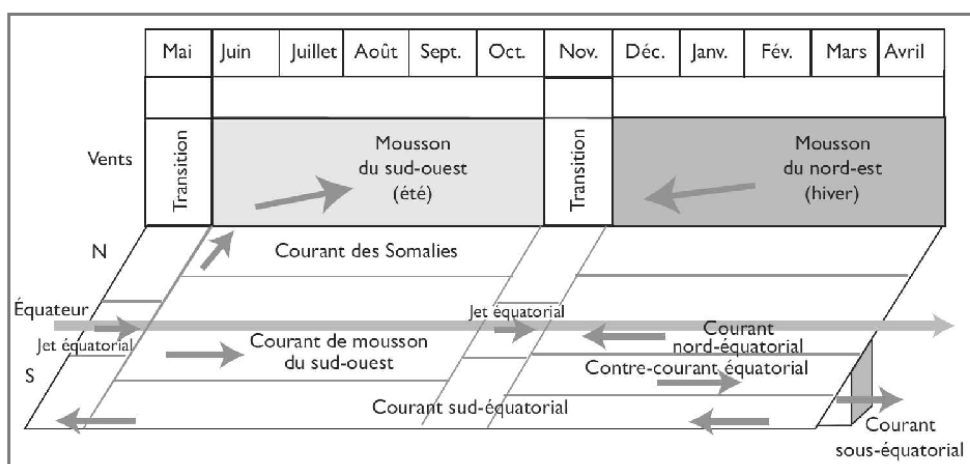 Mai Juin Juillet Août Sept. Oct. Nov. Déc. Janv. Fév. Mars Avril
Vents
Transition
Mousson
du sud-ouest
(été)
Transition
Mousson
du nord-est
(hiver)
N
Courant des Somalies
Équateur
Jet équatorial
Jet équatorial
Courant de mousson
du sud-ouest
Courant
nord-équatorial
S
Contre-courant équatorial
Courant sud-équatorial
Courant
sous-équatorial